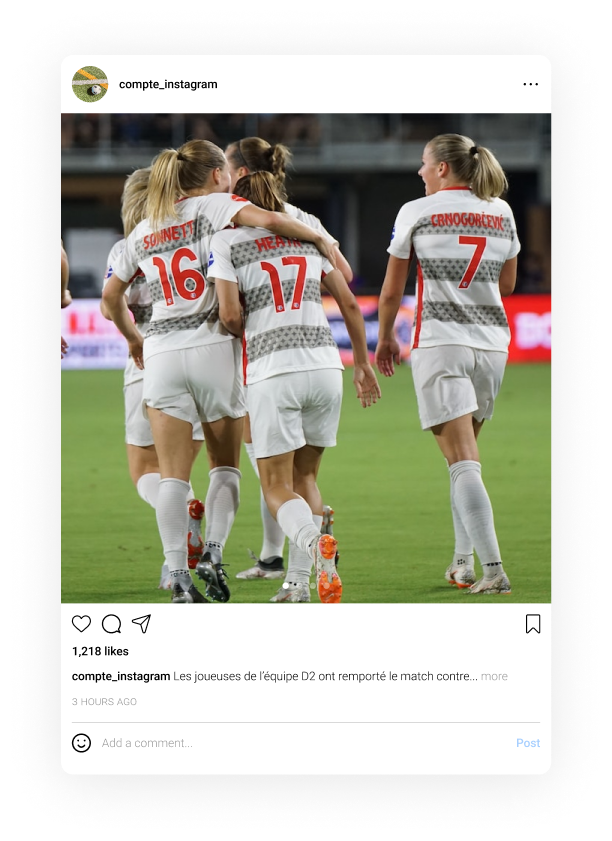 compte_instagram
SONNETT
16
HEATH
17
CRNOGORČEVIĆ
7
1,218 likes
compte_instagram Les joueuses de l'équipe D2 ont remporté le match contre... more
3 HOURS AGO
Add a comment...
Post